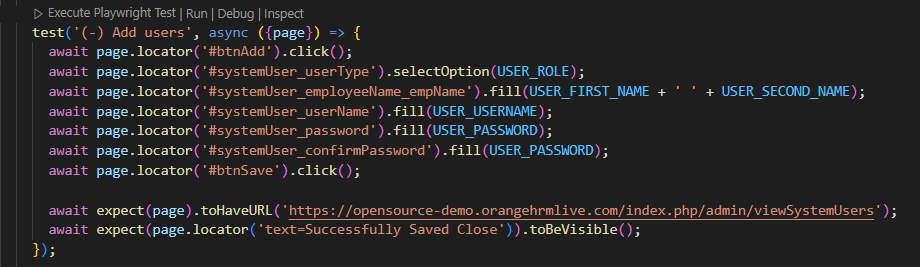 ▷ Execute Playwright Test | Run | Debug | Inspect
test('(-) Add users', async ({page}) => {
  await page.locator('#btnAdd').click();
  await page.locator('#systemUser_userType').selectOption(USER_ROLE);
  await page.locator('#systemUser_employeeName_empName').fill(USER_FIRST_NAME + ' ' + USER_SECOND_NAME);
  await page.locator('#systemUser_userName').fill(USER_USERNAME);
  await page.locator('#systemUser_password').fill(USER_PASSWORD);
  await page.locator('#systemUser_confirmPassword').fill(USER_PASSWORD);
  await page.locator('#btnSave').click();

  await expect(page).toHaveURL('https://opensource-demo.orangehrmlive.com/index.php/admin/viewSystemUsers');
  await expect(page.locator('text=Successfully Saved Close')).toBeVisible();
});